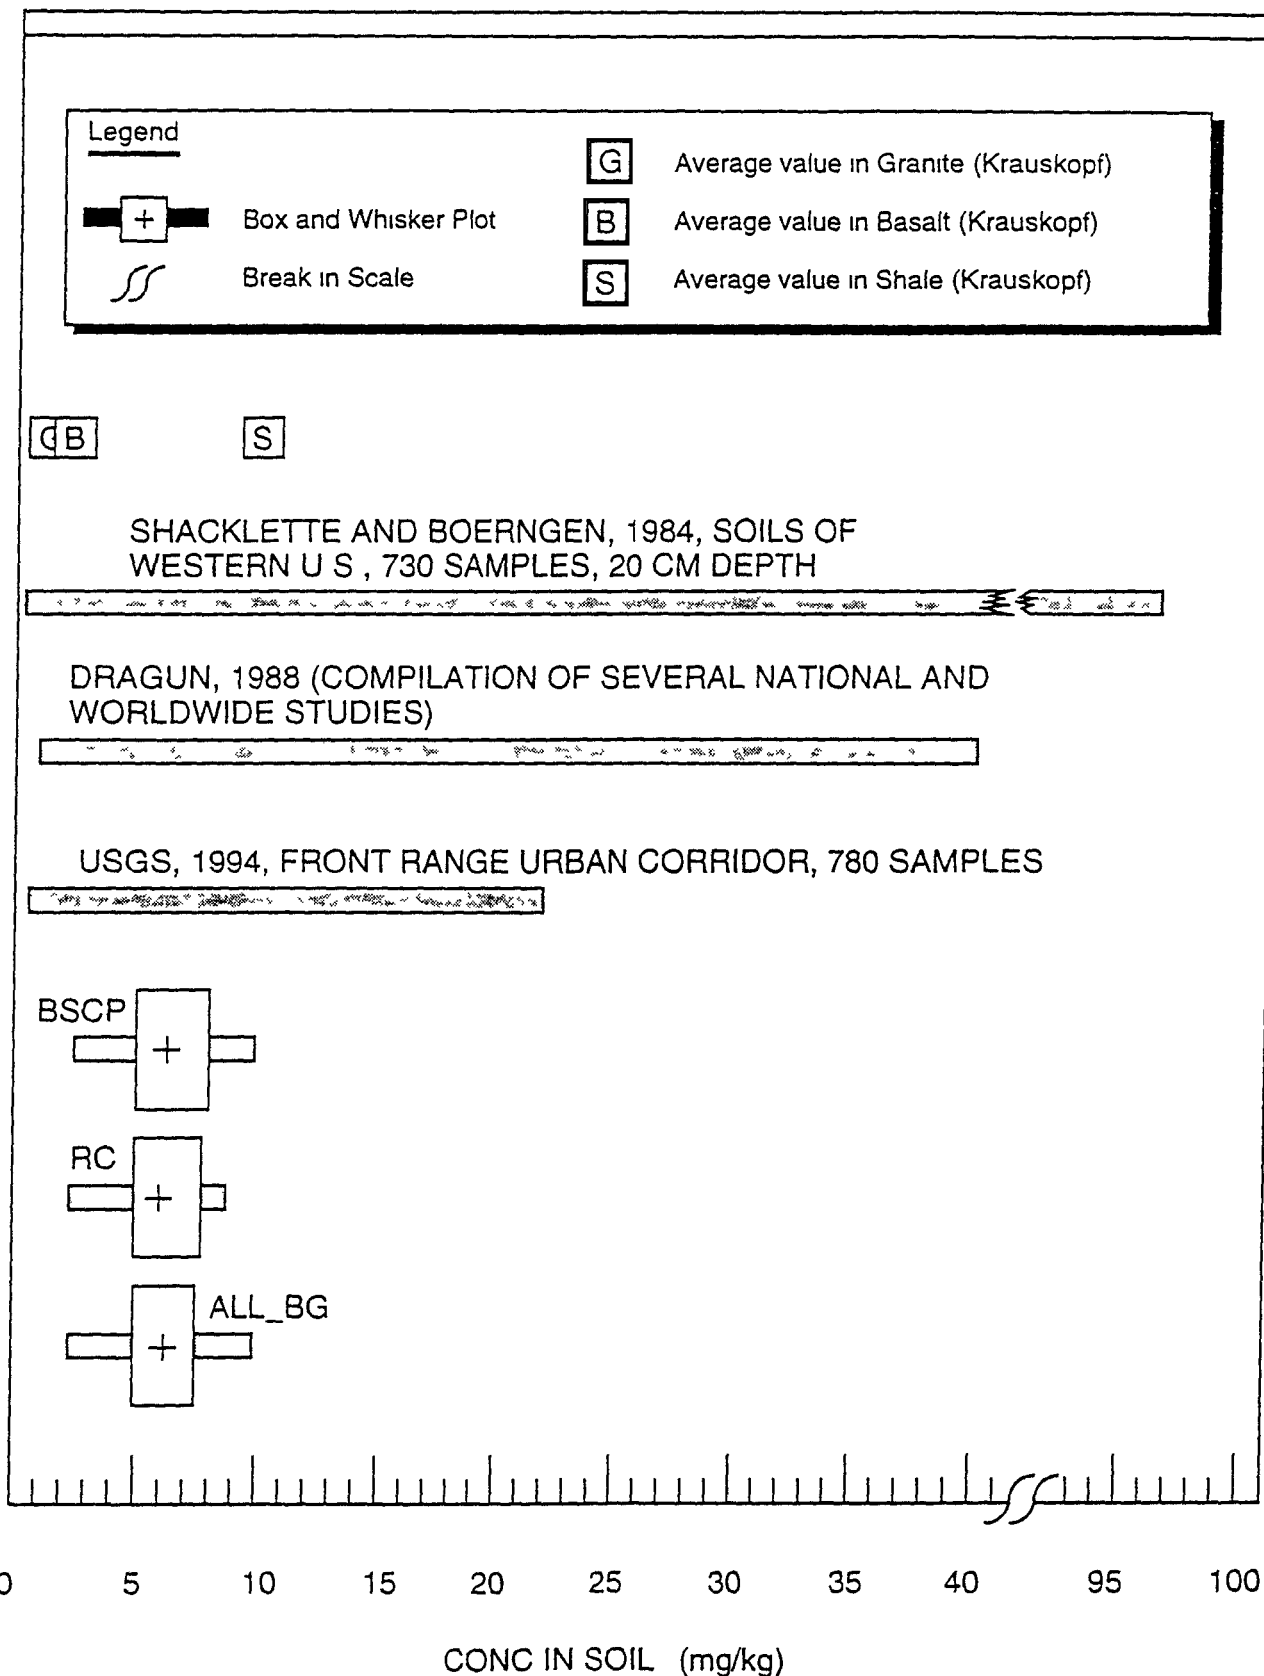 Legend
+ Box and Whisker Plot
Break in Scale
G Average value in Granite (Krauskopf)
B Average value in Basalt (Krauskopf)
S Average value in Shale (Krauskopf)
G B S
SHACKLETTE AND BOERNGEN, 1984, SOILS OF
WESTERN U S , 730 SAMPLES, 20 CM DEPTH
DRAGUN, 1988 (COMPILATION OF SEVERAL NATIONAL AND
WORLDWIDE STUDIES)
USGS, 1994, FRONT RANGE URBAN CORRIDOR, 780 SAMPLES
BSCP
+
RC
+
ALL_BG
+
0 5 10 15 20 25 30 35 40 95 100
CONC IN SOIL (mg/kg)